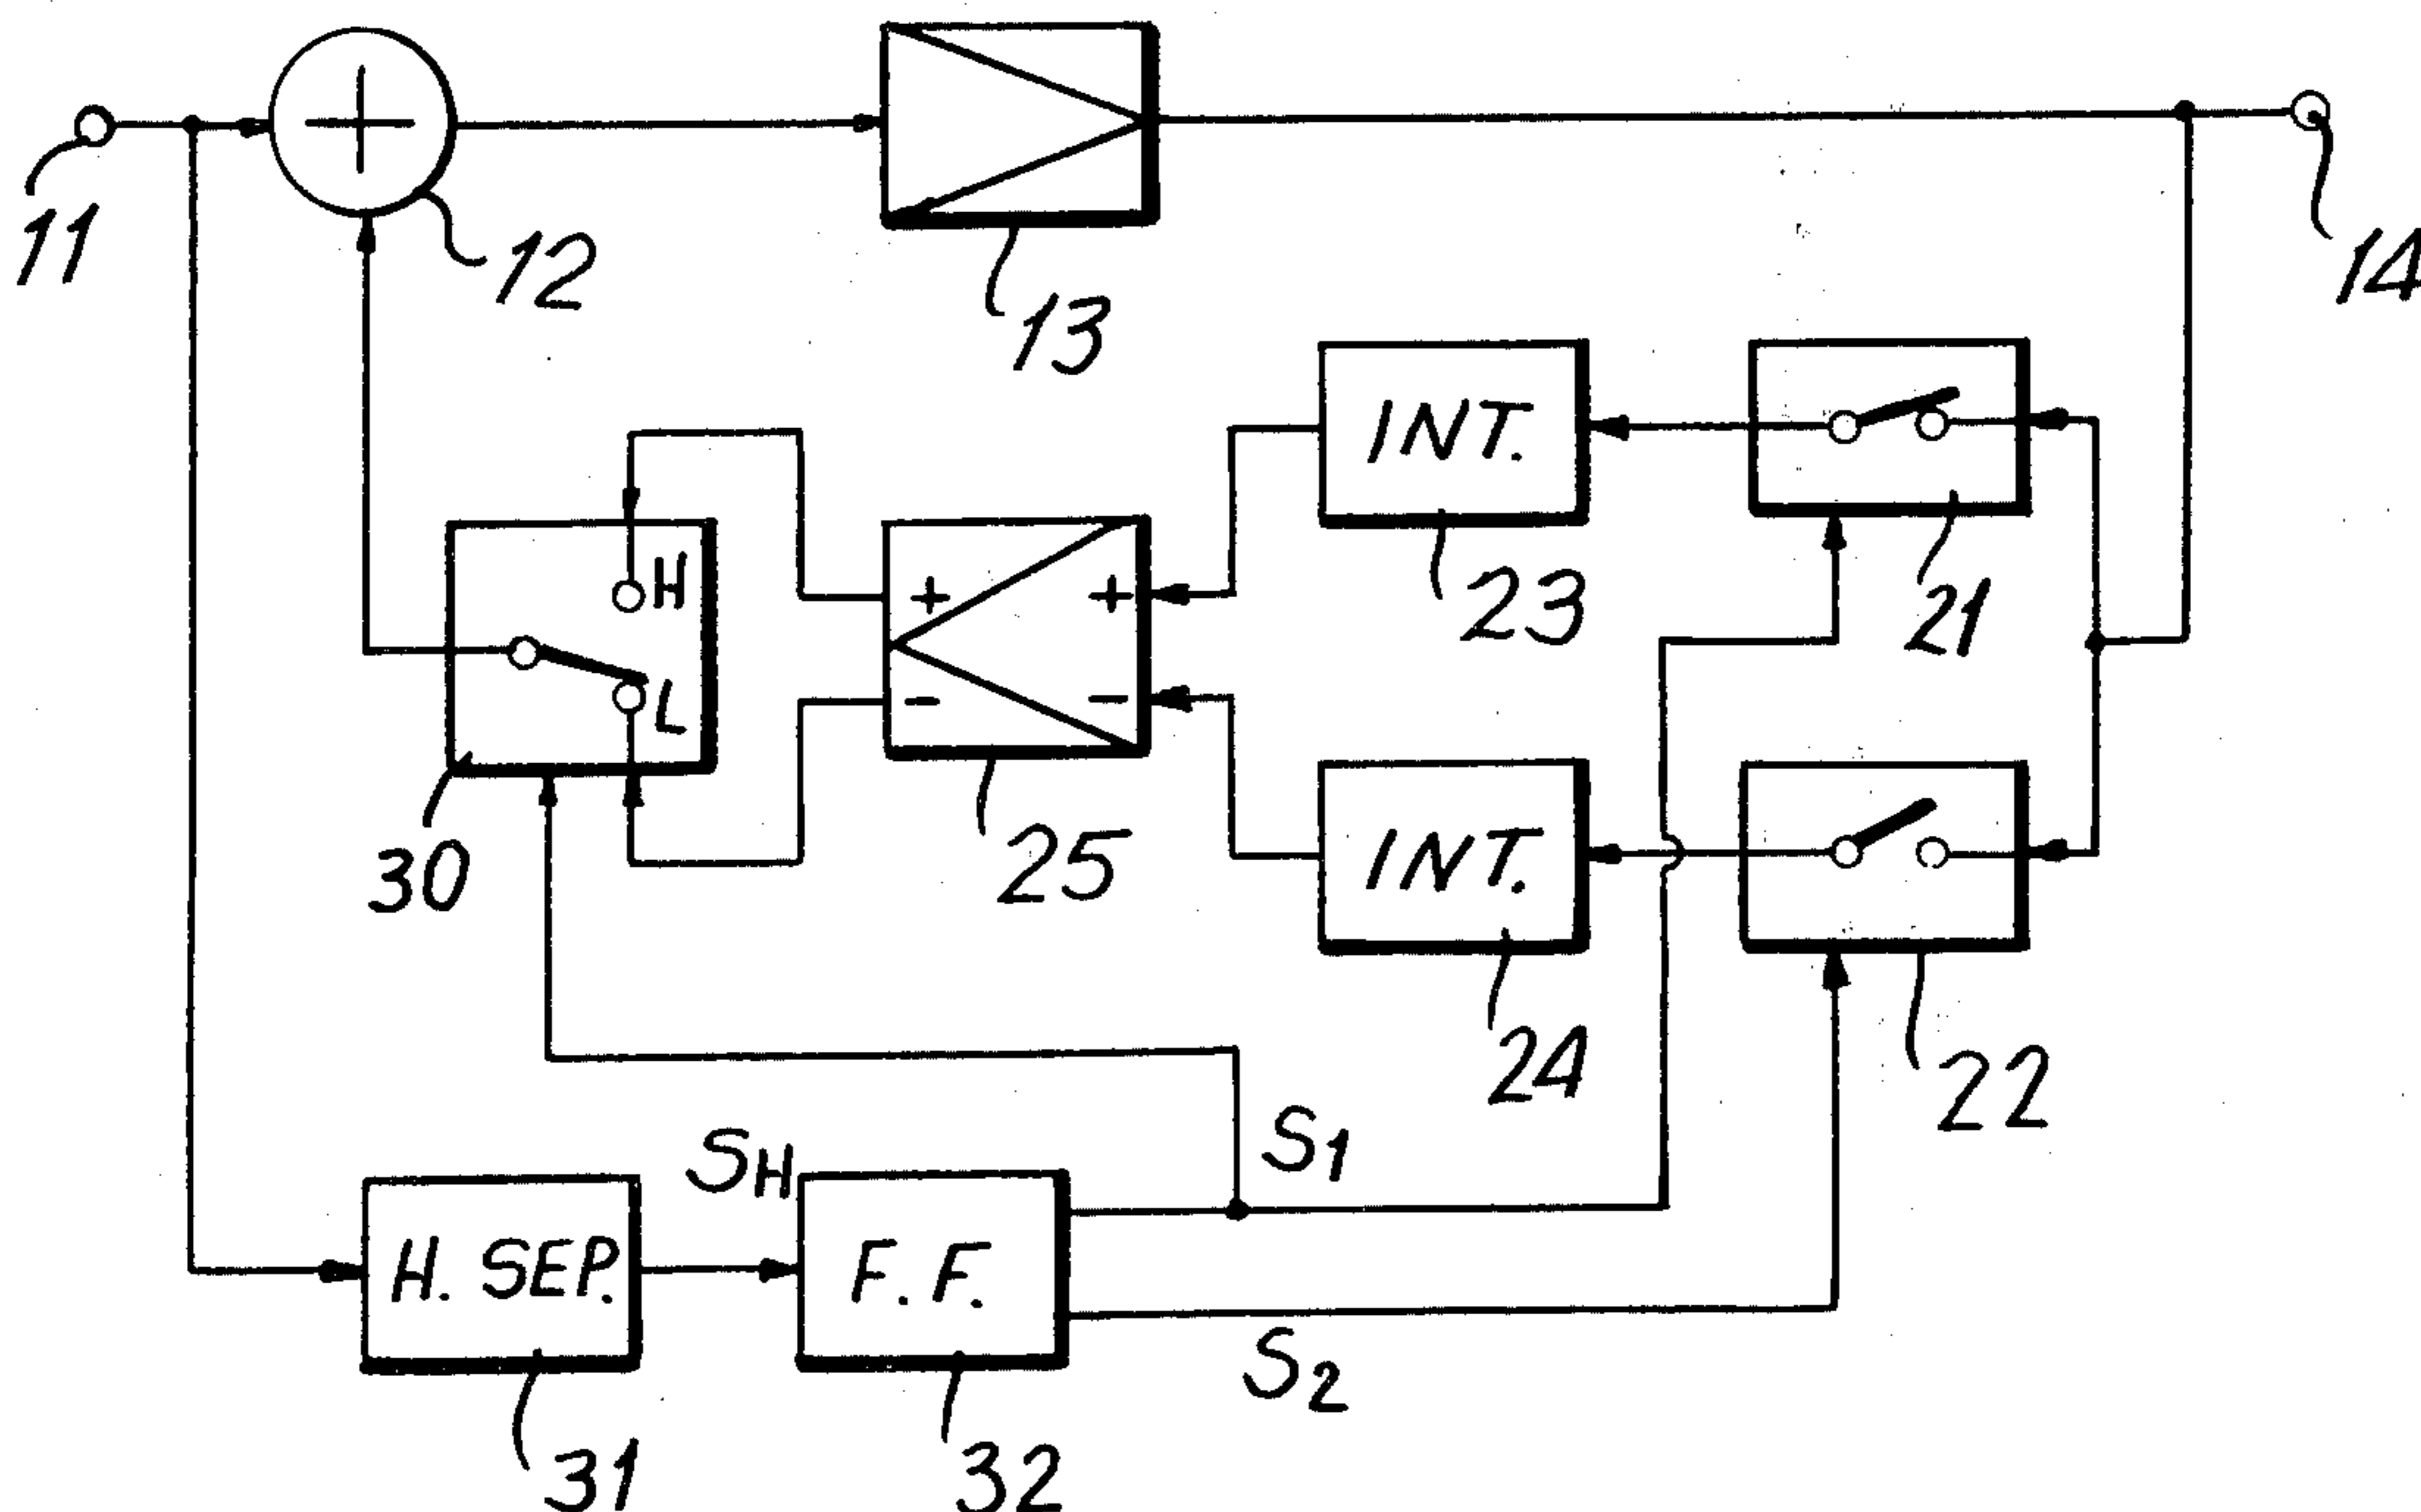 11
12
13
14
INT.
23
21
H
L
+
+
-
-
30
25
INT.
24
22
SH
S1
H. SEP.
F. F.
S2
31
32